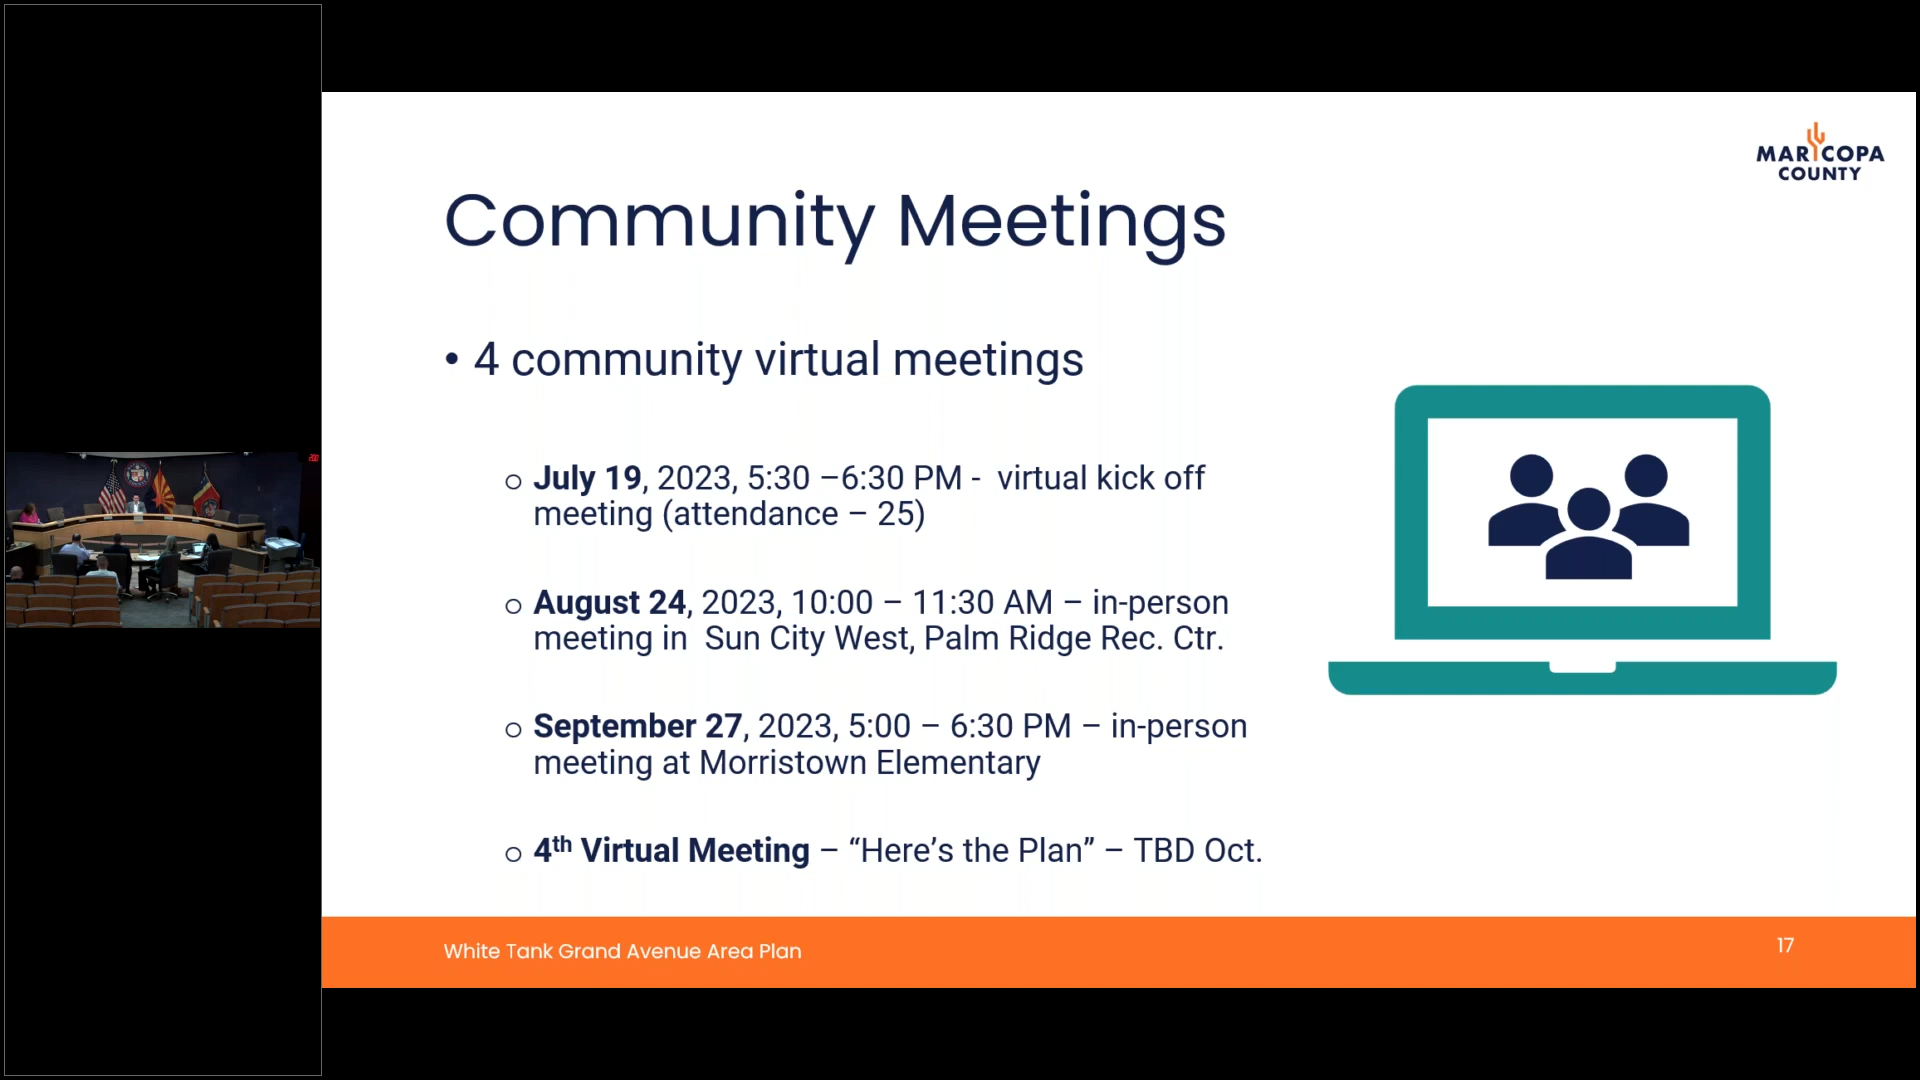 MARICOPA
COUNTY
Community Meetings
• 4 community virtual meetings
o July 19, 2023, 5:30 –6:30 PM -  virtual kick off
meeting (attendance – 25)
o August 24, 2023, 10:00 – 11:30 AM – in-person
meeting in  Sun City West, Palm Ridge Rec. Ctr.
o September 27, 2023, 5:00 – 6:30 PM – in-person
meeting at Morristown Elementary
o 4th Virtual Meeting – “Here’s the Plan” – TBD Oct.
White Tank Grand Avenue Area Plan
17